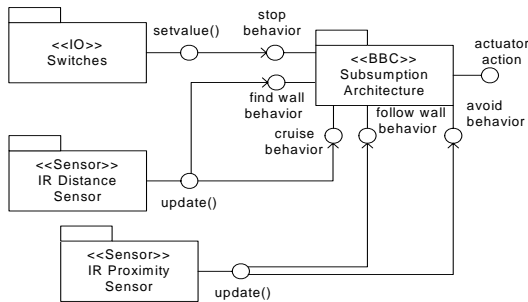 <<IO>>
Switches
setvalue()
stop
behavior
<<BBC>>
Subsumption
Architecture
actuator
action
find wall
behavior
cruise
behavior
follow wall
behavior
avoid
behavior
<<Sensor>>
IR Distance
Sensor
update()
<<Sensor>>
IR Proximity
Sensor
update()